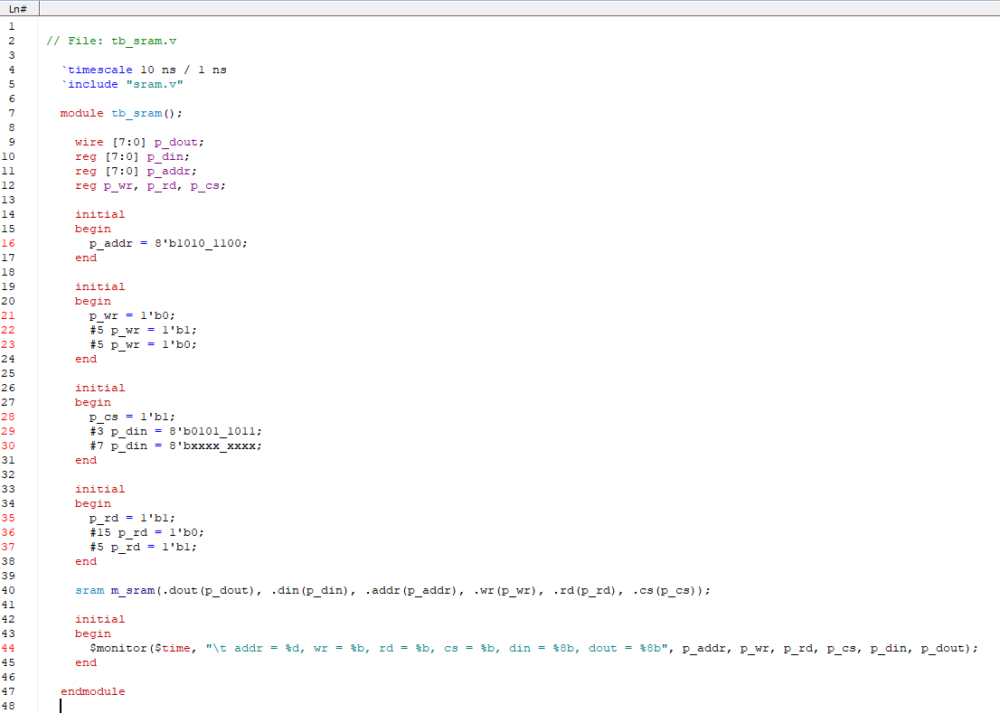 Ln#
1
2 // File: tb_sram.v
3
4 `timescale 10 ns / 1 ns
5 `include "sram.v"
6
7 module tb_sram();
8
9 wire [7:0] p_dout;
10 reg [7:0] p_din;
11 reg [7:0] p_addr;
12 reg p_wr, p_rd, p_cs;
13
14 initial
15 begin
16 p_addr = 8'b1010_1100;
17 end
18
19 initial
20 begin
21 p_wr = 1'b0;
22 #5 p_wr = 1'b1;
23 #5 p_wr = 1'b0;
24 end
25
26 initial
27 begin
28 p_cs = 1'b1;
29 #3 p_din = 8'b0101_1011;
30 #7 p_din = 8'bxxxx_xxxx;
31 end
32
33 initial
34 begin
35 p_rd = 1'b1;
36 #15 p_rd = 1'b0;
37 #5 p_rd = 1'b1;
38 end
39
40 sram m_sram(.dout(p_dout), .din(p_din), .addr(p_addr), .wr(p_wr), .rd(p_rd), .cs(p_cs));
41
42 initial
43 begin
44 $monitor($time, "\t addr = %d, wr = %b, rd = %b, cs = %b, din = %8b, dout = %8b", p_addr, p_wr, p_rd, p_cs, p_din, p_dout);
45 end
46
47 endmodule
48